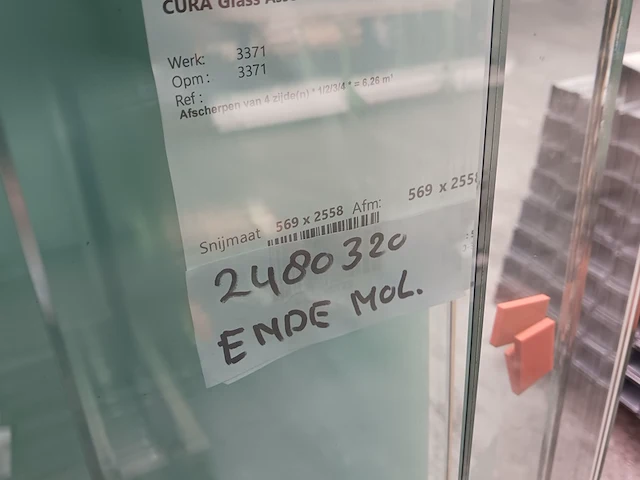 CURA Glass
Werk: 3371
Opm: 3371
Ref :
Afscherpen van 4 zijde(n) * 1/2/3/4 * = 6,26 m¹
Snijmaat 569 x 2558 Afm: 569 x 2558
2480320
ENDE MOL.